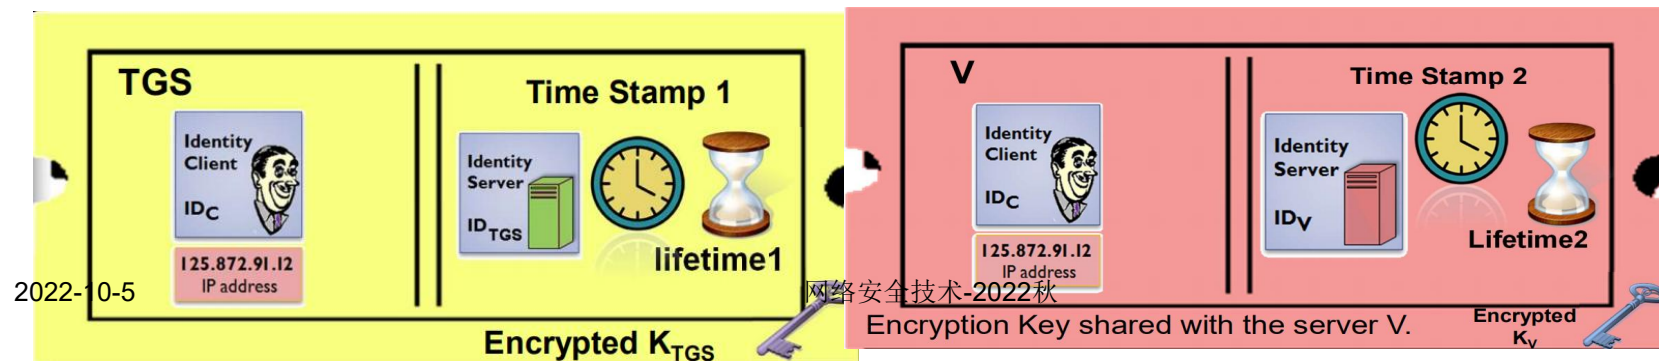 TGS
Identity
Client
IDC
125.872.91.12
IP address
Time Stamp 1
Identity
Server
IDTGS
lifetime1
Encrypted KTGS
V
Identity
Client
IDC
125.872.91.12
IP address
Time Stamp 2
Identity
Server
IDV
Lifetime2
Encryption Key shared with the server V.
Encrypted
KV
2022-10-5
网络安全技术-2022秋